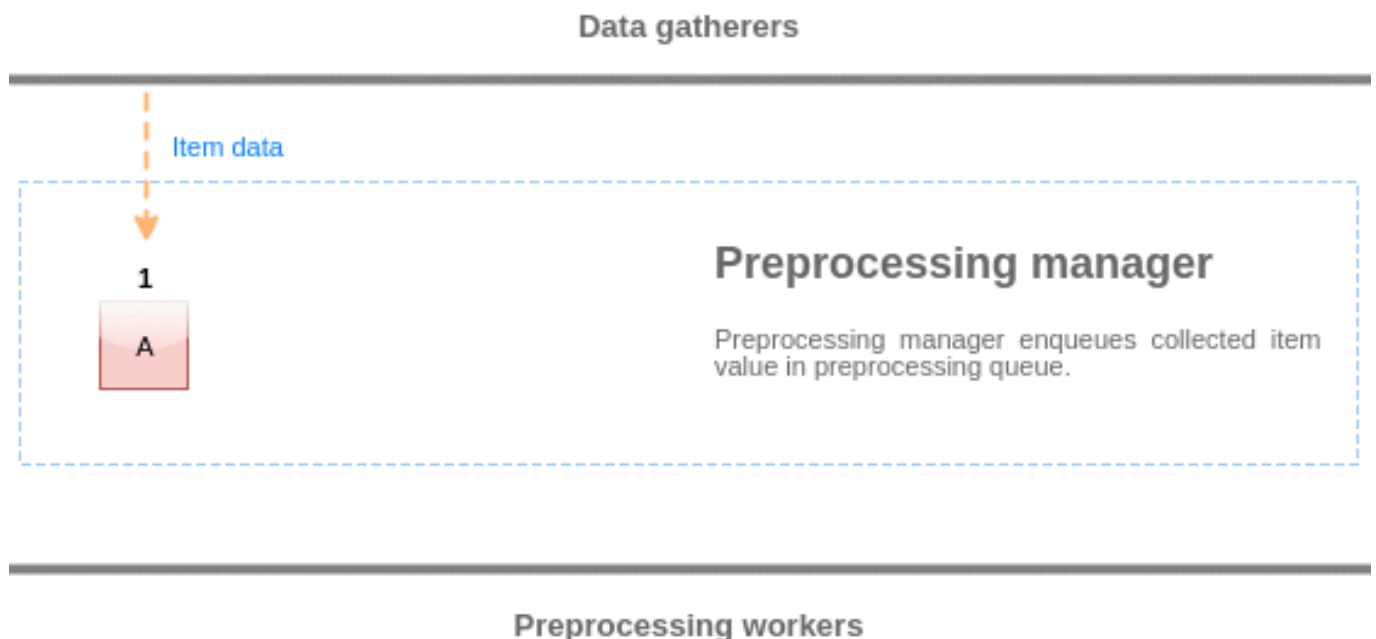 Data gatherers
Item data
1
A
Preprocessing manager
Preprocessing manager enqueues collected item
value in preprocessing queue.
Preprocessing workers